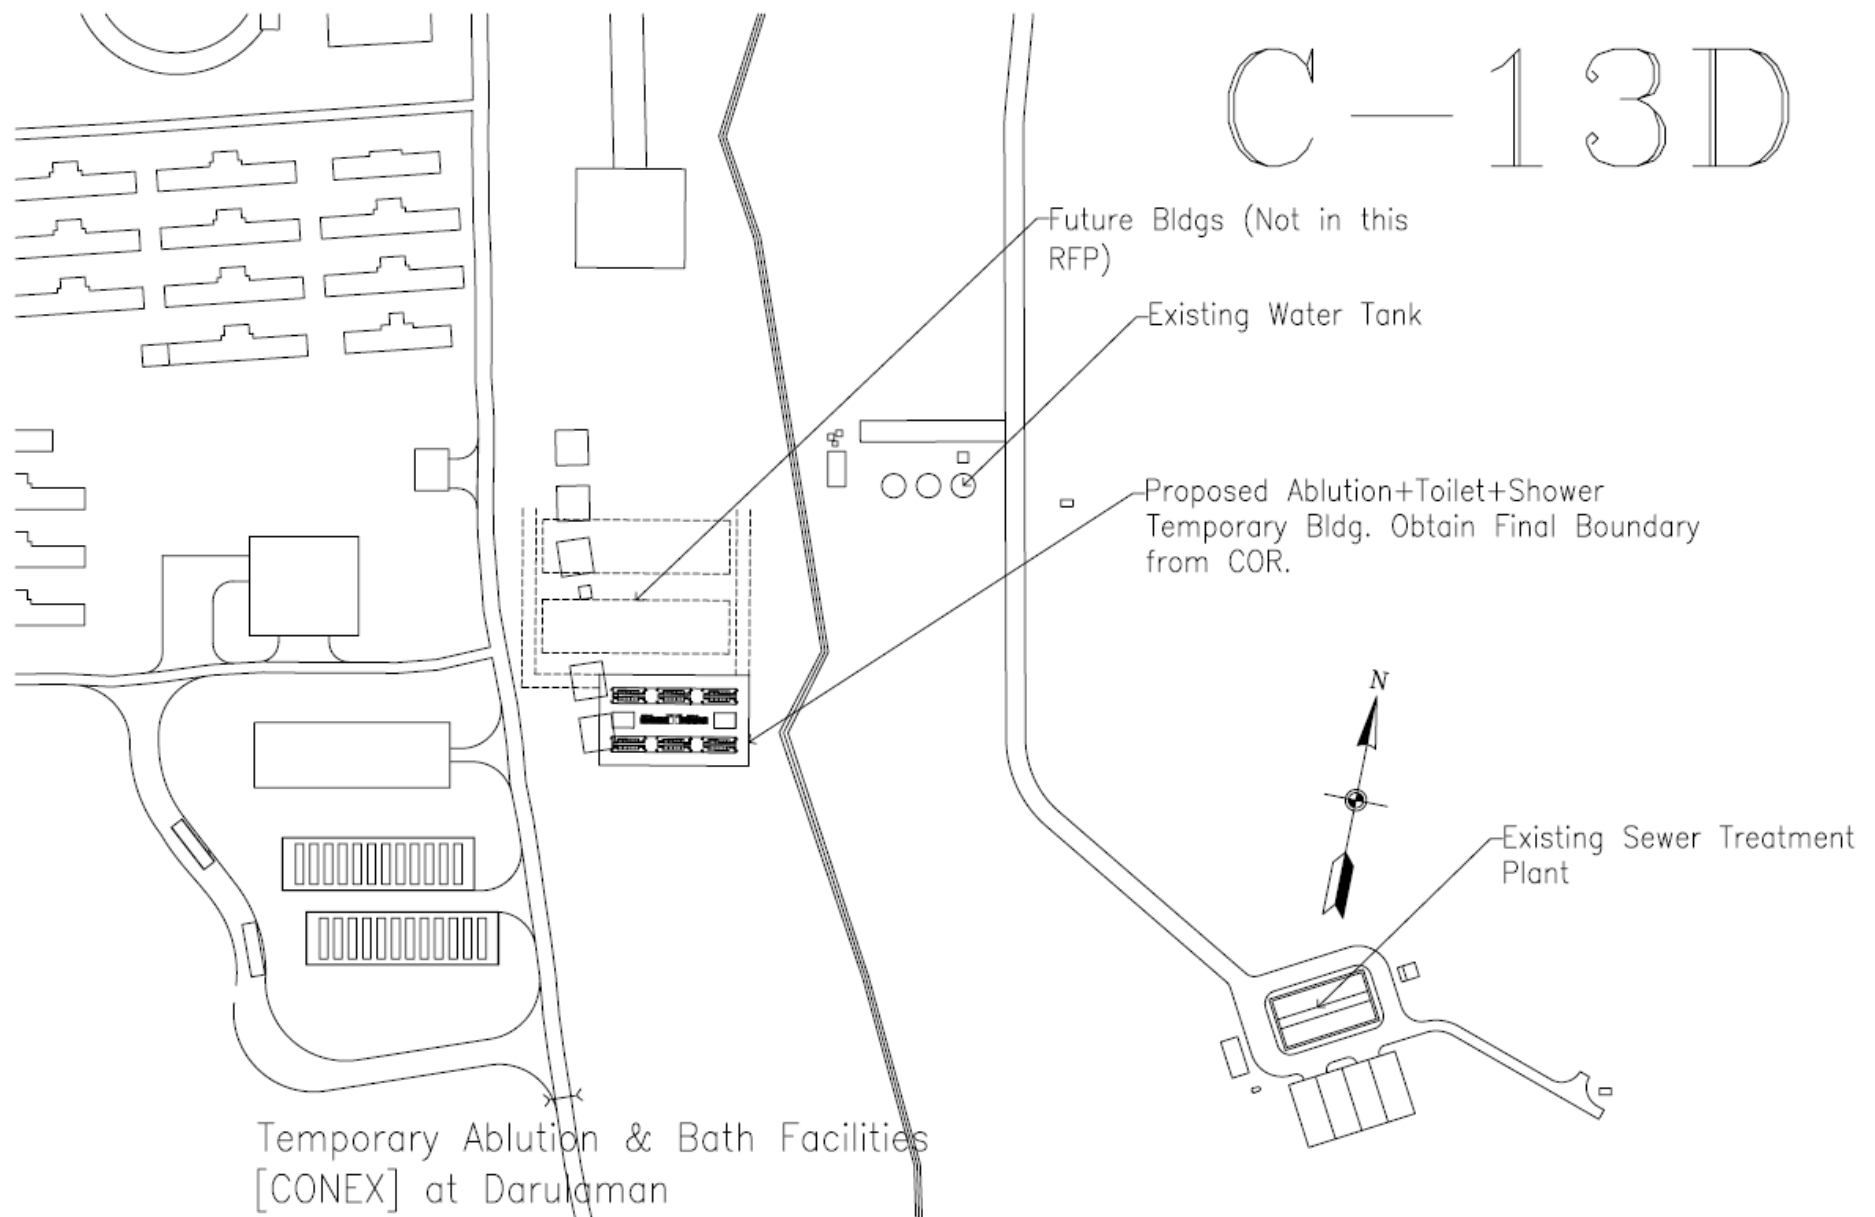 C-13D
Future Bldgs (Not in this
RFP)
Existing Water Tank
Proposed Ablution+Toilet+Shower
Temporary Bldg. Obtain Final Boundary
from COR.
N
Existing Sewer Treatment
Plant
Temporary Ablution & Bath Facilities
[CONEX] at Darulaman